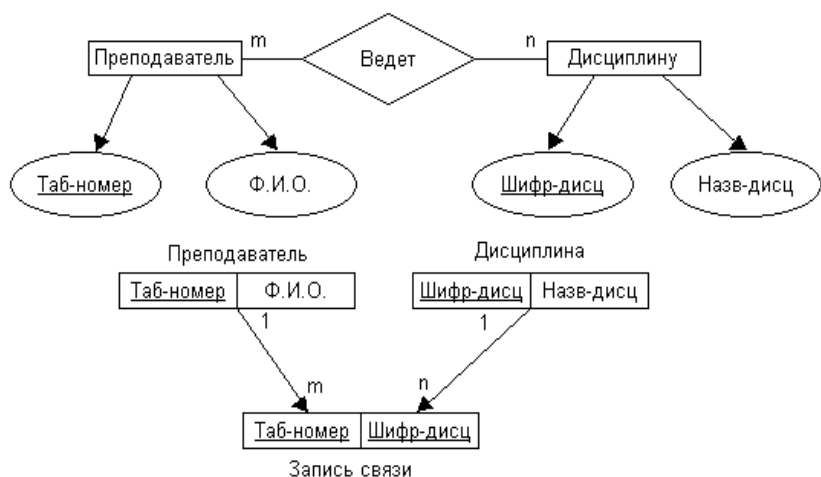 m
n
Преподаватель
Ведет
Дисциплину
Таб-номер
Ф.И.О.
Шифр-дисц
Назв-дисц
Преподаватель
Дисциплина
Таб-номер
Ф.И.О.
Шифр-дисц
Назв-дисц
1
1
m
n
Таб-номер
Шифр-дисц
Запись связи